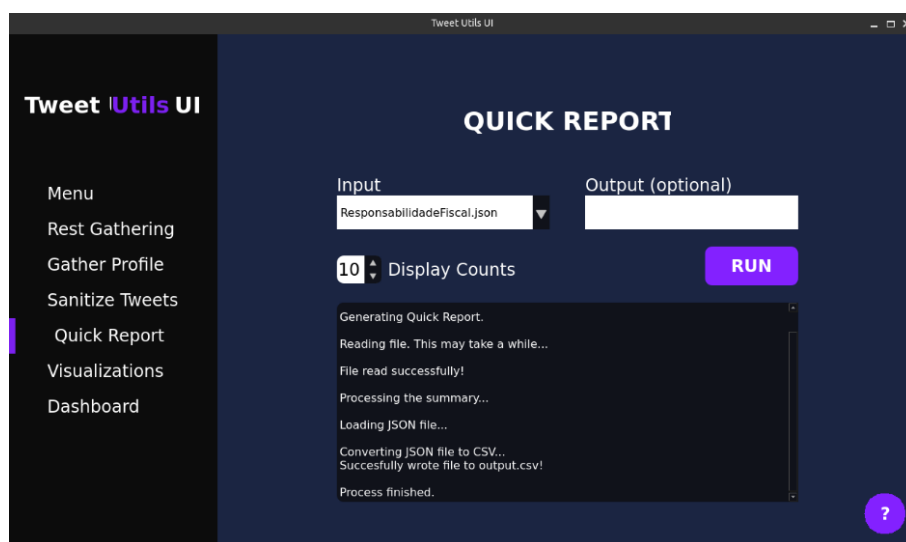 Tweet Utils UI
Tweet Utils UI
Menu
Rest Gathering
Gather Profile
Sanitize Tweets
Quick Report
Visualizations
Dashboard
QUICK REPORT
Input
Output (optional)
ResponsabilidadeFiscal.json
10 Display Counts
RUN
Generating Quick Report.
Reading file. This may take a while...
File read successfully!
Processing the summary...
Loading JSON file...
Converting JSON file to CSV...
Succesfully wrote file to output.csv!
Process finished.
?